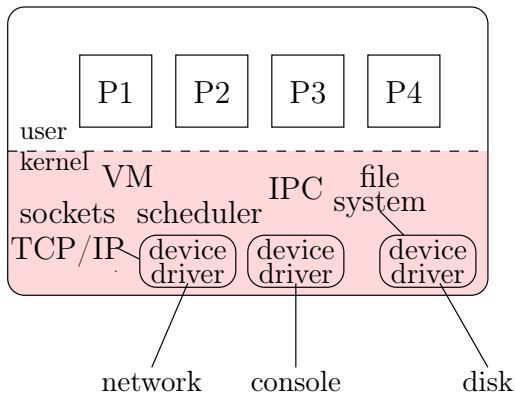 P1 P2 P3 P4
user
kernel
VM
IPC
file
system
sockets scheduler
TCP/IP
device
driver
device
driver
device
driver
network console disk